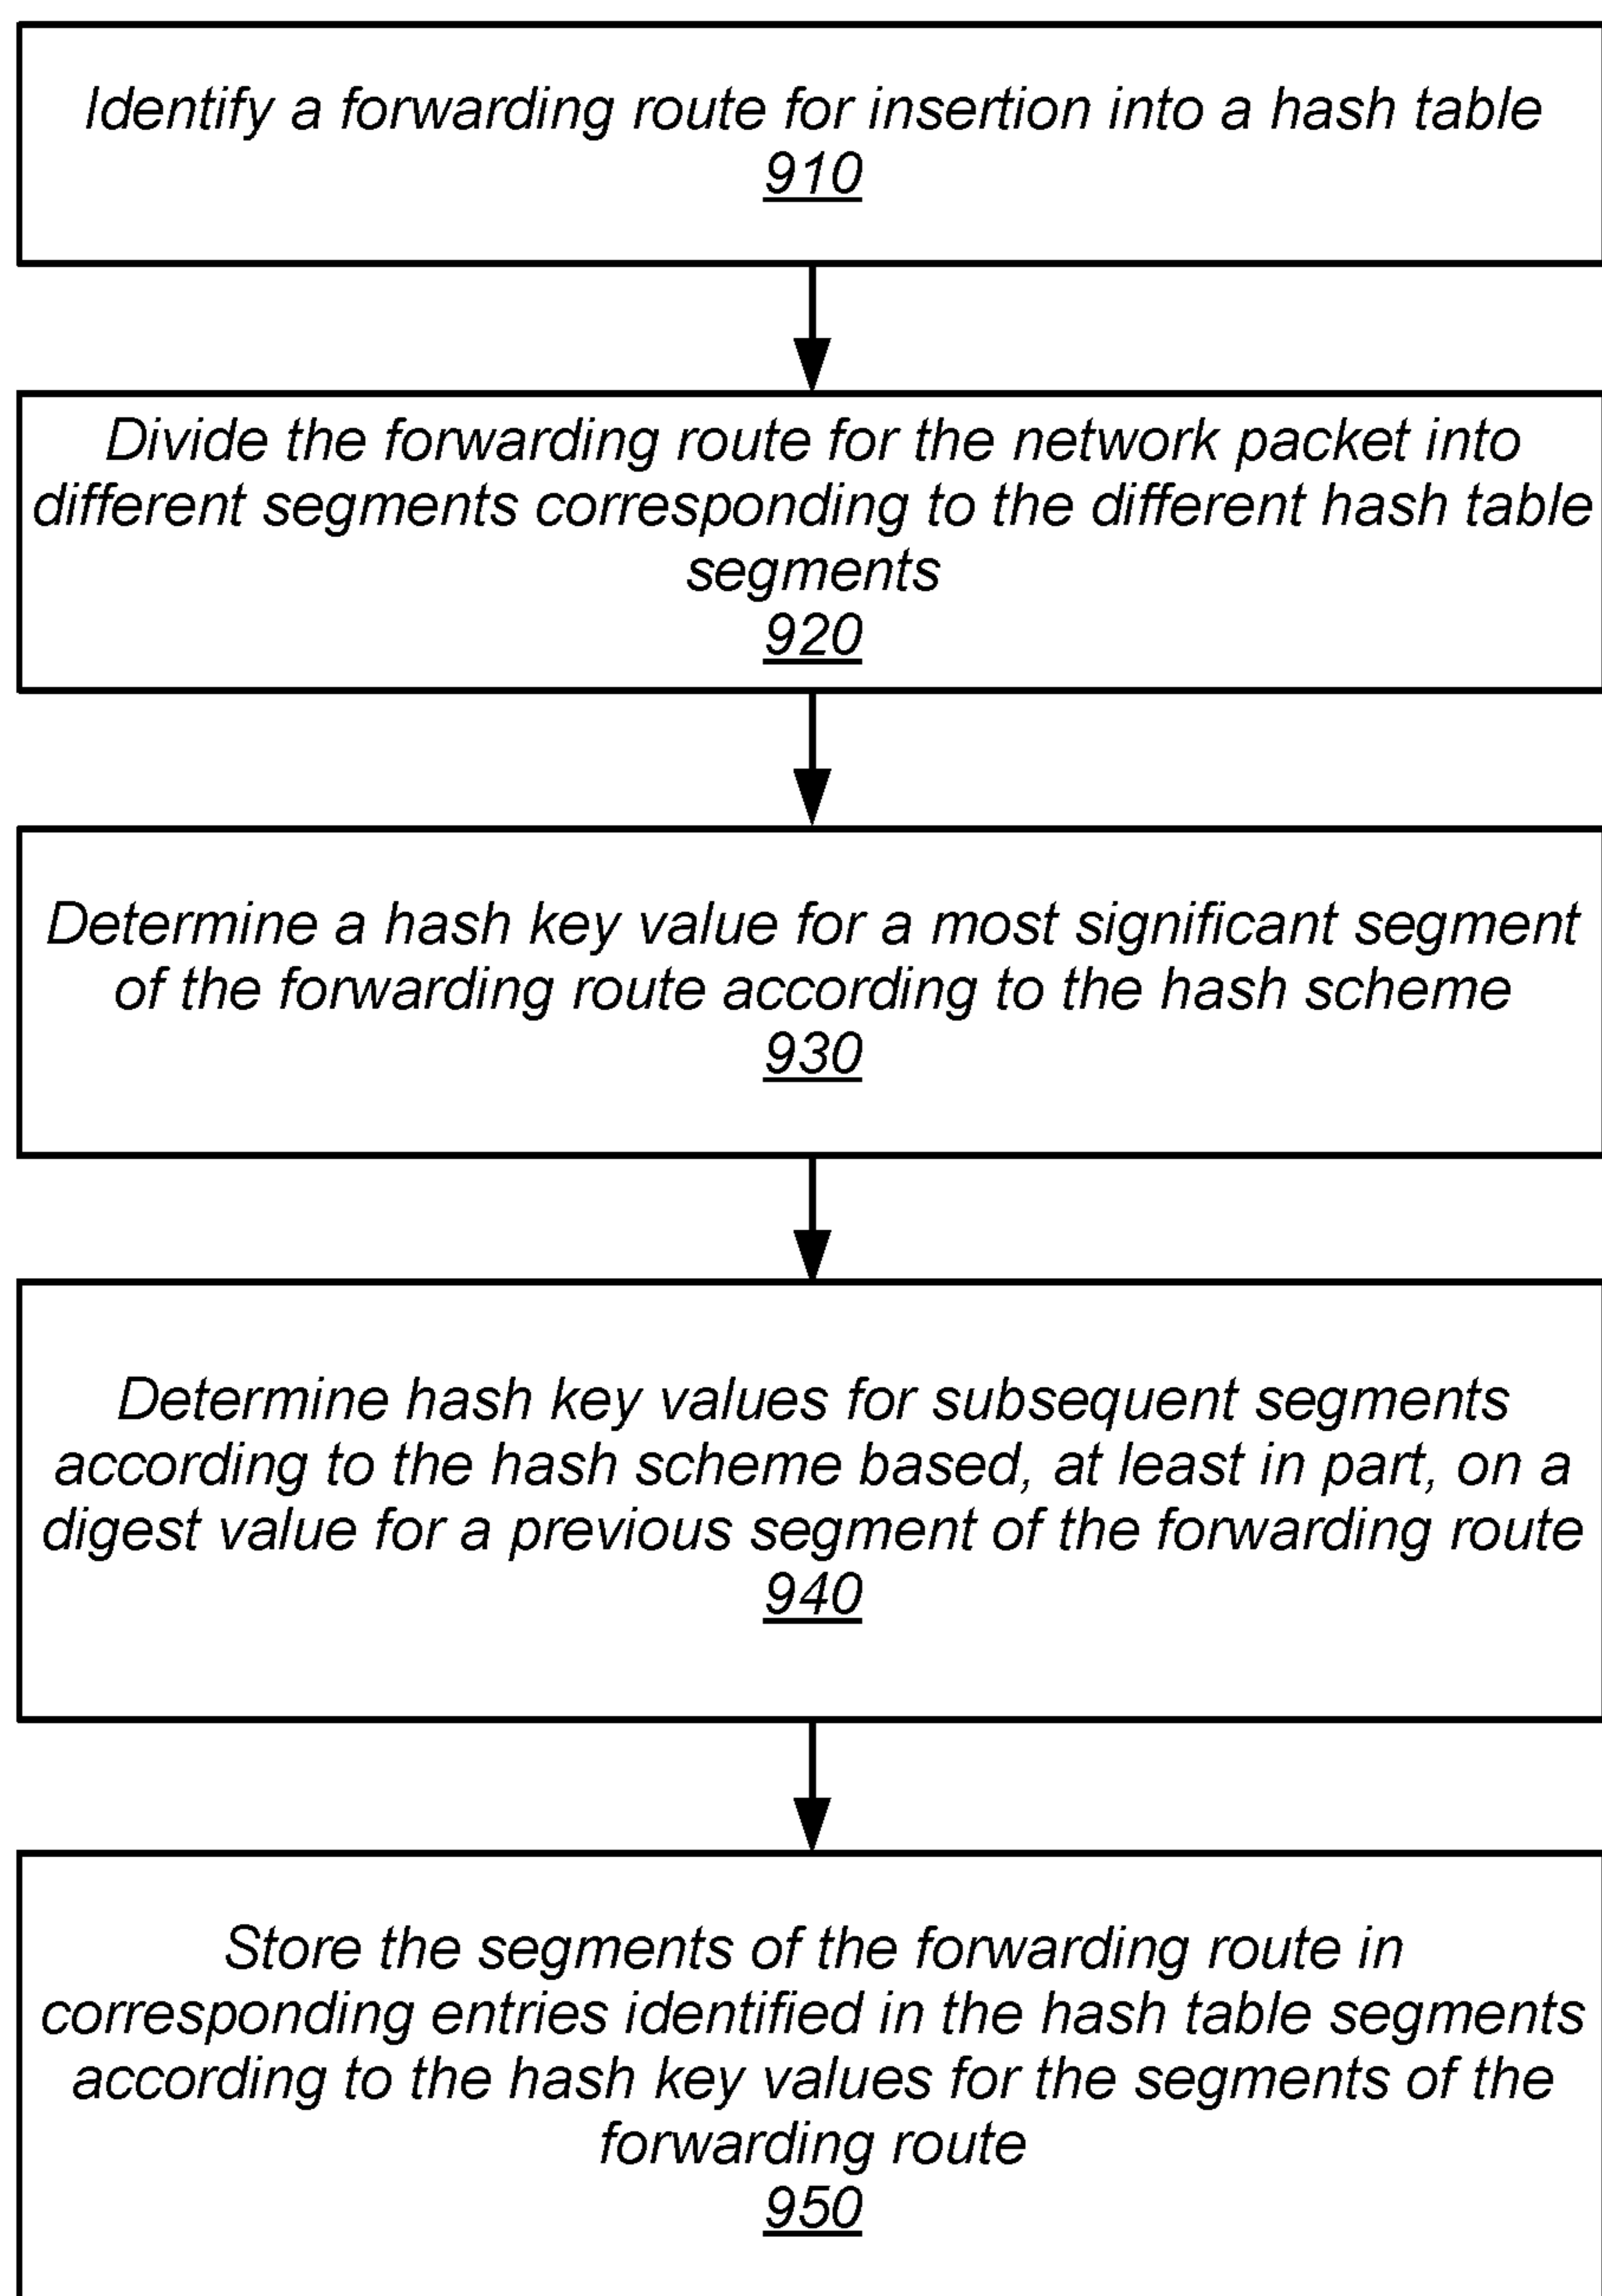 Identify a forwarding route for insertion into a hash table
910
Divide the forwarding route for the network packet into
different segments corresponding to the different hash table
segments
920
Determine a hash key value for a most significant segment
of the forwarding route according to the hash scheme
930
Determine hash key values for subsequent segments
according to the hash scheme based, at least in part, on a
digest value for a previous segment of the forwarding route
940
Store the segments of the forwarding route in
corresponding entries identified in the hash table segments
according to the hash key values for the segments of the
forwarding route
950